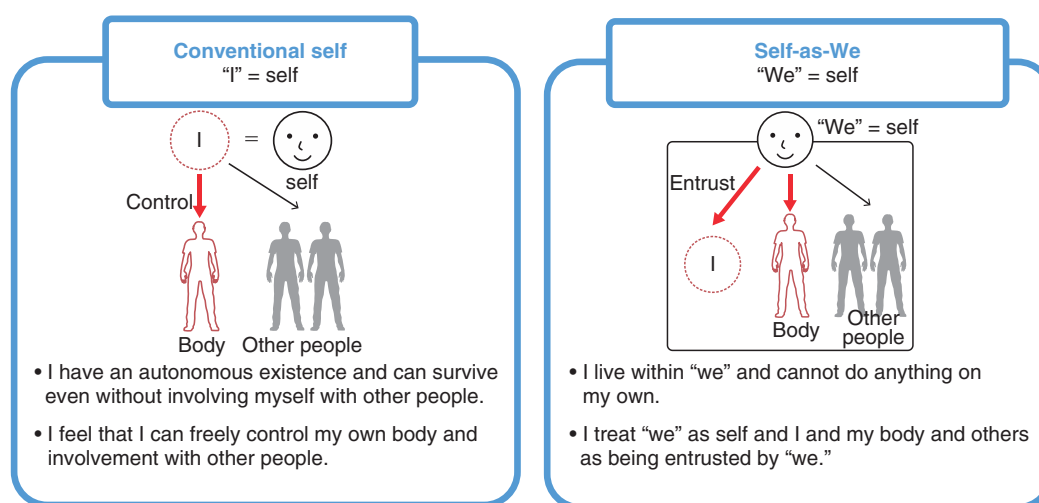 Conventional self
“I” = self
I
=
self
Control
Body
Other people
• I have an autonomous existence and can survive
even without involving myself with other people.
• I feel that I can freely control my own body and
involvement with other people.
Self-as-We
“We” = self
“We” = self
Entrust
I
Body
Other
people
• I live within “we” and cannot do anything on
my own.
• I treat “we” as self and I and my body and others
as being entrusted by “we.”